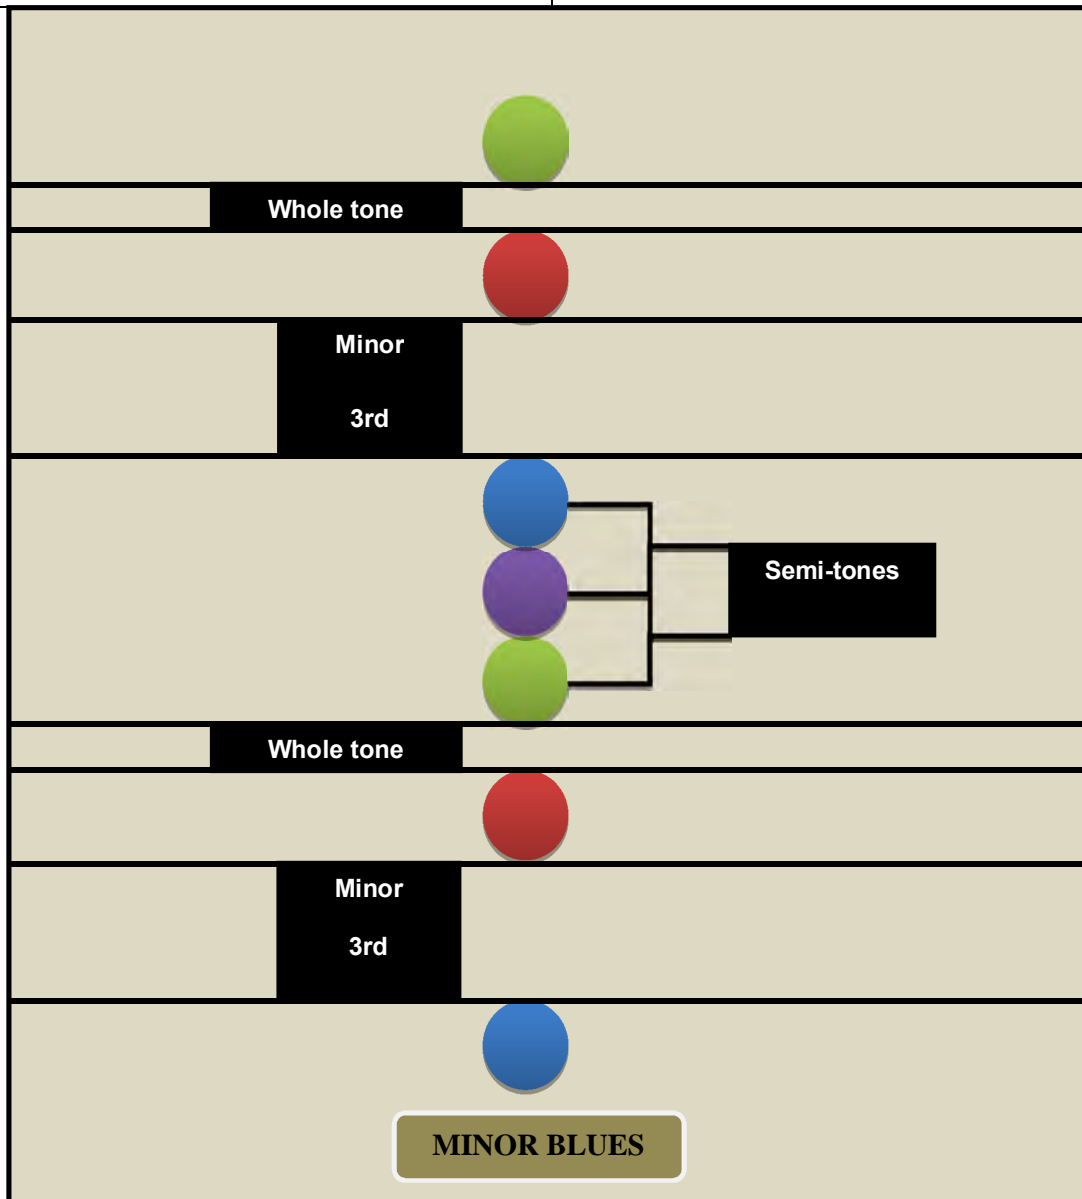 Whole tone
Minor
3rd
Semi-tones
Whole tone
Minor
3rd
MINOR BLUES